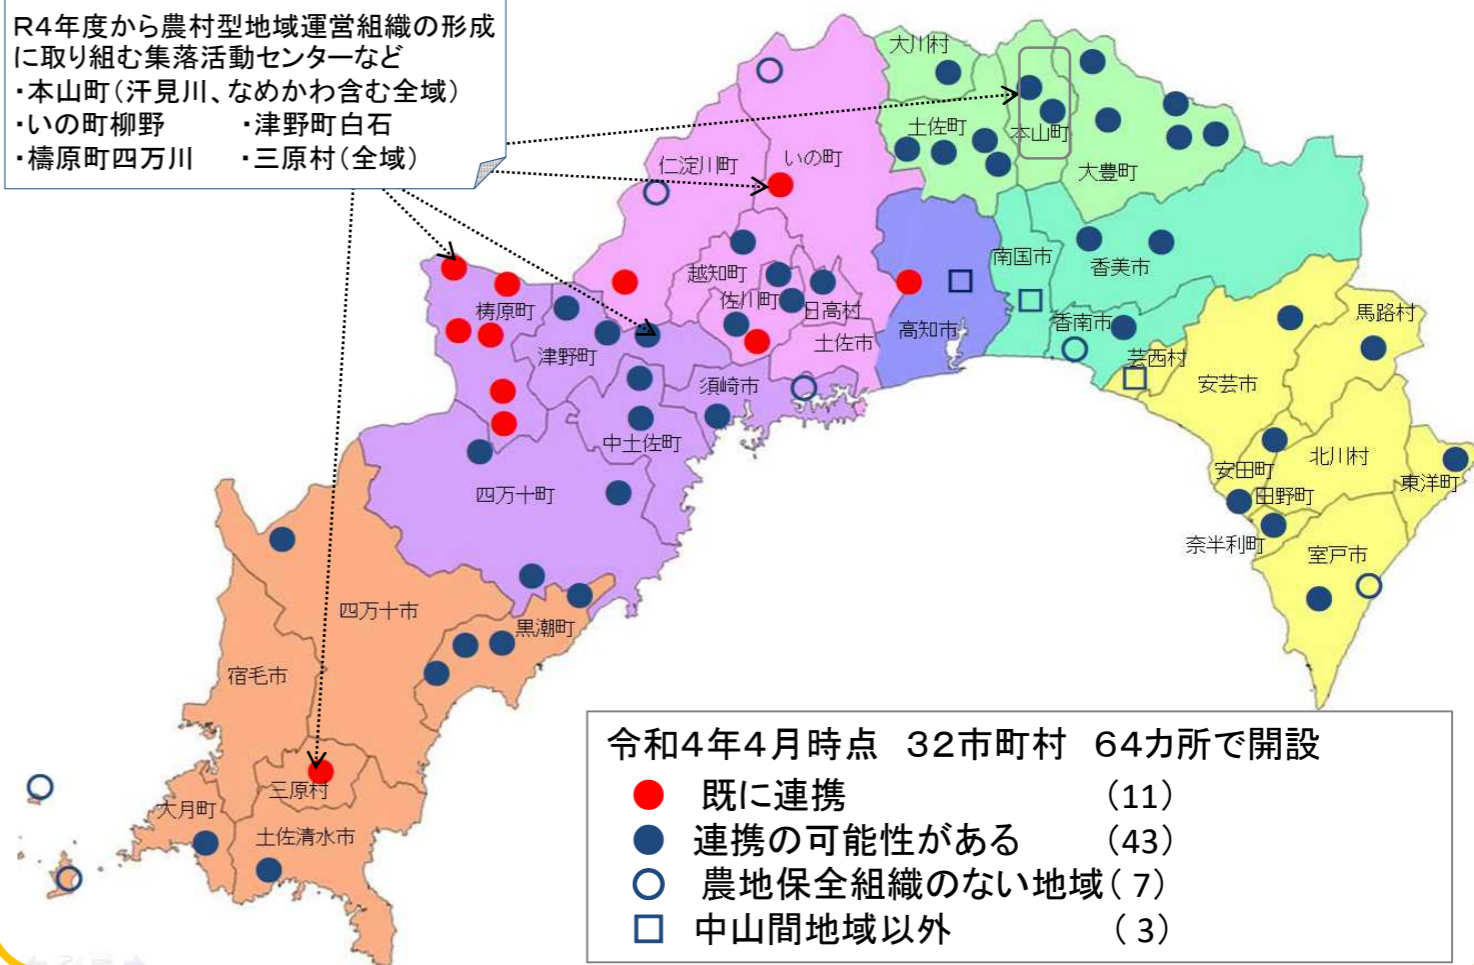 R4年度から農村型地域運営組織の形成
に取り組む集落活動センターなど
・本山町（汗見川、なめかわ含む全域）
・いの町柳野　・津野町白石
・檮原町四万川　・三原村（全域）
大川村
土佐町
本山町
大豊町
仁淀川町
いの町
越知町
佐川町
日高村
土佐市
高知市
南国市
香美市
香南市
芸西村
安芸市
馬路村
安田町
北川村
田野町
東洋町
奈半利町
室戸市
梼原町
津野町
須崎市
中土佐町
四万十町
四万十市
黒潮町
宿毛市
三原村
大月町
土佐清水市
令和4年4月時点　32市町村　64カ所で開設
既に連携　（11）
連携の可能性がある　（43）
農地保全組織のない地域（ 7）
中山間地域以外　（ 3）